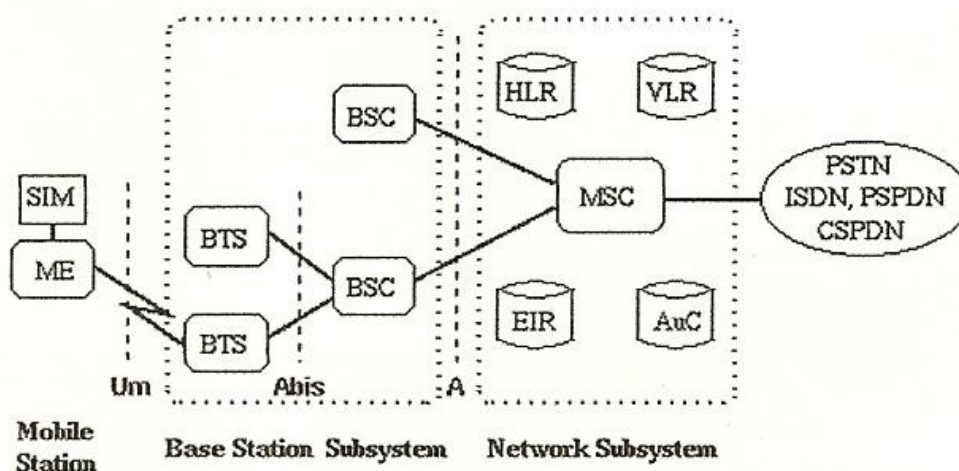 HLR
VLR
BSC
SIM
MSC
PSTN
ISDN, PSPDN
CSPDN
BTS
ME
BSC
EIR
AuC
BTS
Um
Abis
A
Mobile
Station
Base Station Subsystem
Network Subsystem